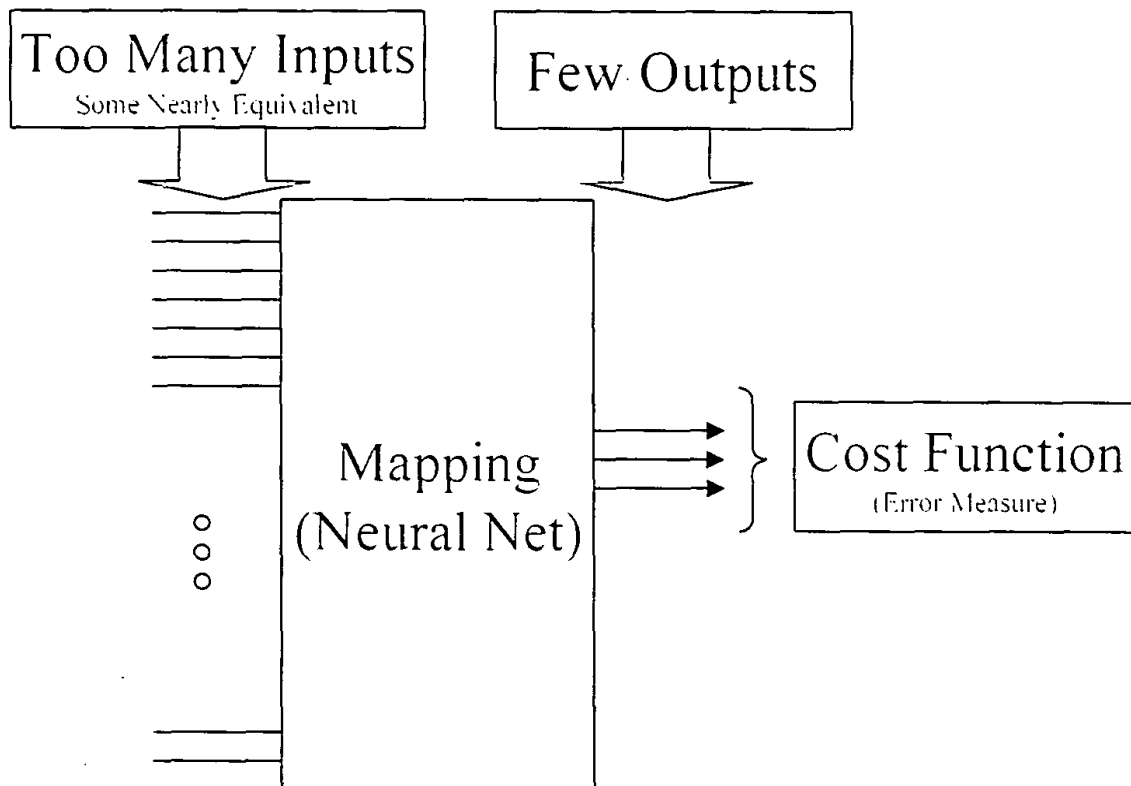 Too Many Inputs
Some Nearly Equivalent
Few Outputs
Mapping
(Neural Net)
Cost Function
(Error Measure)